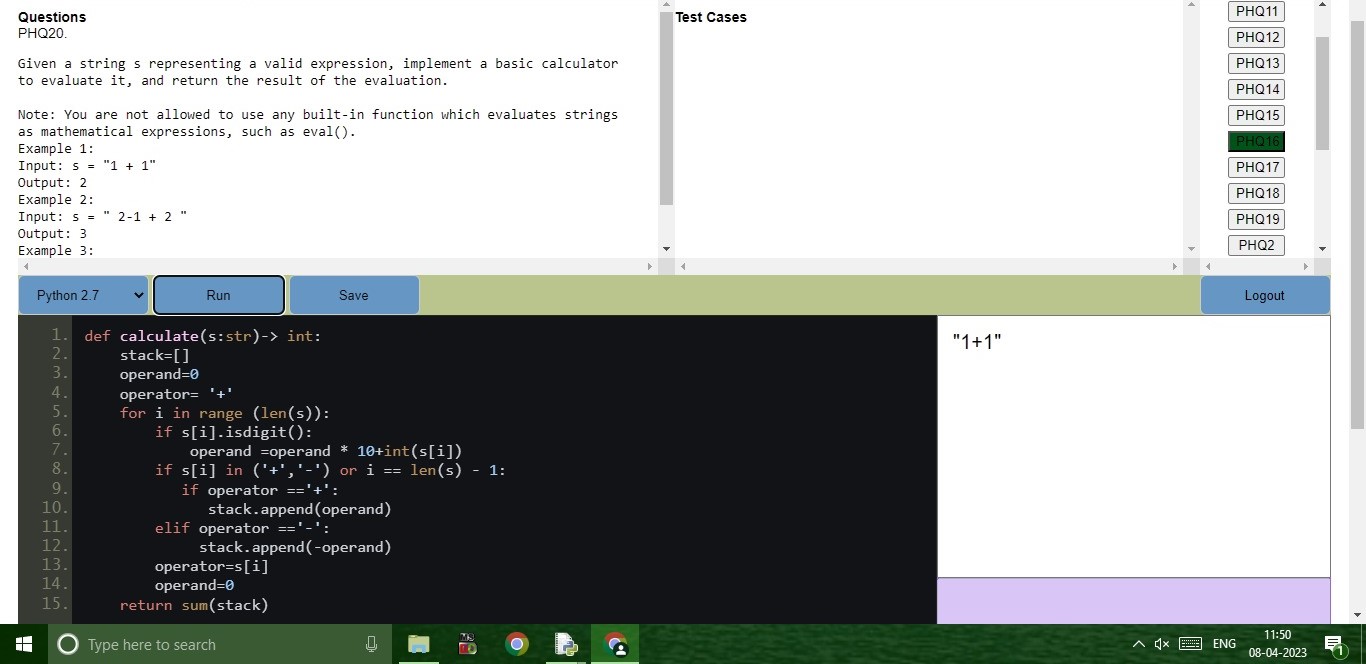 Questions
PHQ20.
Given a string s representing a valid expression, implement a basic calculator
to evaluate it, and return the result of the evaluation.
Note: You are not allowed to use any built-in function which evaluates strings
as mathematical expressions, such as eval().
Example 1:
Input: s = "1 + 1"
Output: 2
Example 2:
Input: s = " 2-1 + 2 "
Output: 3
Example 3:
Test Cases
PHQ11
PHQ12
PHQ13
PHQ14
PHQ15
PHQ16
PHQ17
PHQ18
PHQ19
PHQ2
Python 2.7
Run
Save
Logout
1. def calculate(s:str)-> int:
2. stack=[]
3. operand=0
4. operator= '+'
5. for i in range (len(s)):
6. if s[i].isdigit():
7. operand =operand * 10+int(s[i])
8. if s[i] in ('+','-') or i == len(s) - 1:
9. if operator =='+':
10. stack.append(operand)
11. elif operator =='-':
12. stack.append(-operand)
13. operator=s[i]
14. operand=0
15. return sum(stack)
"1+1"
Type here to search
ENG
11:50
08-04-2023
1